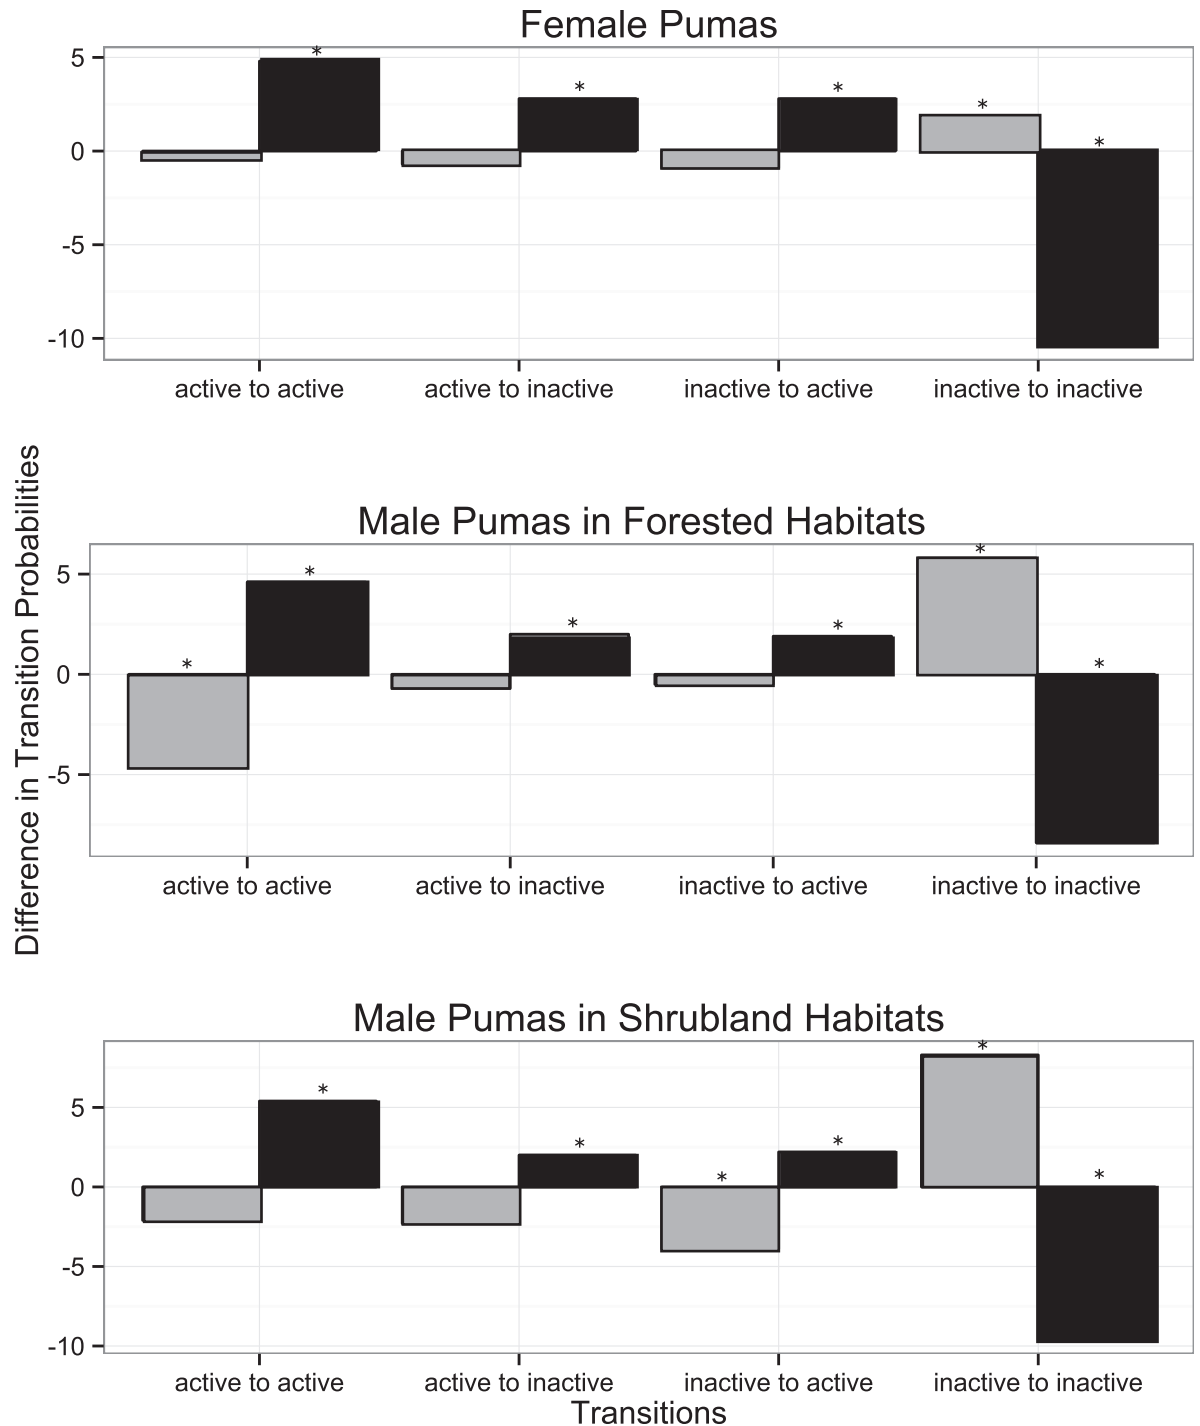 Female Pumas
5
0
-5
-10
* * * * *
active to active active to inactive inactive to active inactive to inactive
Difference in Transition Probabilities
Male Pumas in Forested Habitats
5
0
-5
* * * * * *
active to active active to inactive inactive to active inactive to inactive
Male Pumas in Shrubland Habitats
5
0
-5
-10
* * * * * *
active to active active to inactive inactive to active inactive to inactive
Transitions